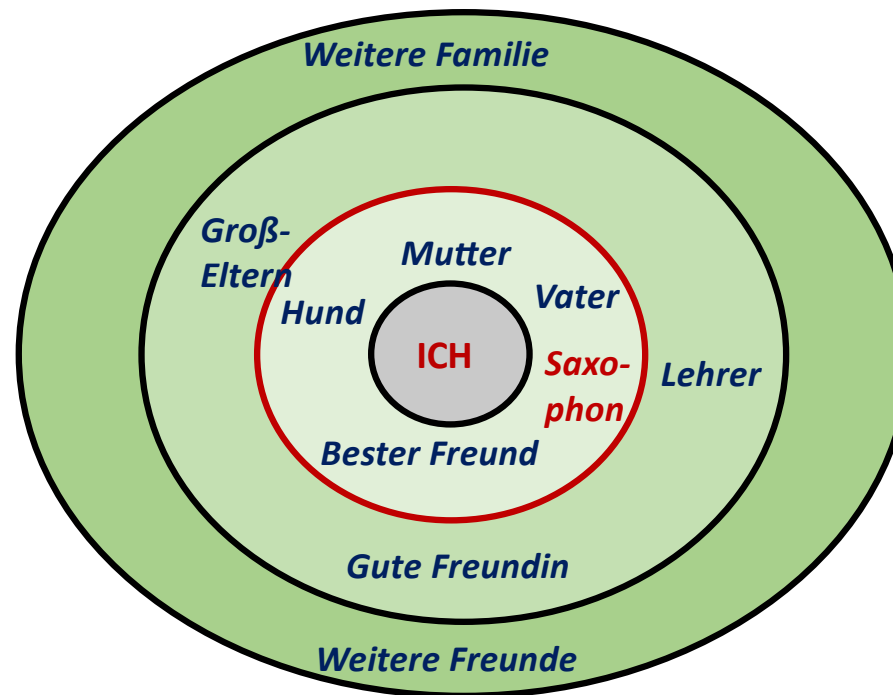 Weitere Familie
Groß-
Eltern
Mutter
Hund
Vater
ICH
Saxo-
phon
Lehrer
Bester Freund
Gute Freundin
Weitere Freunde